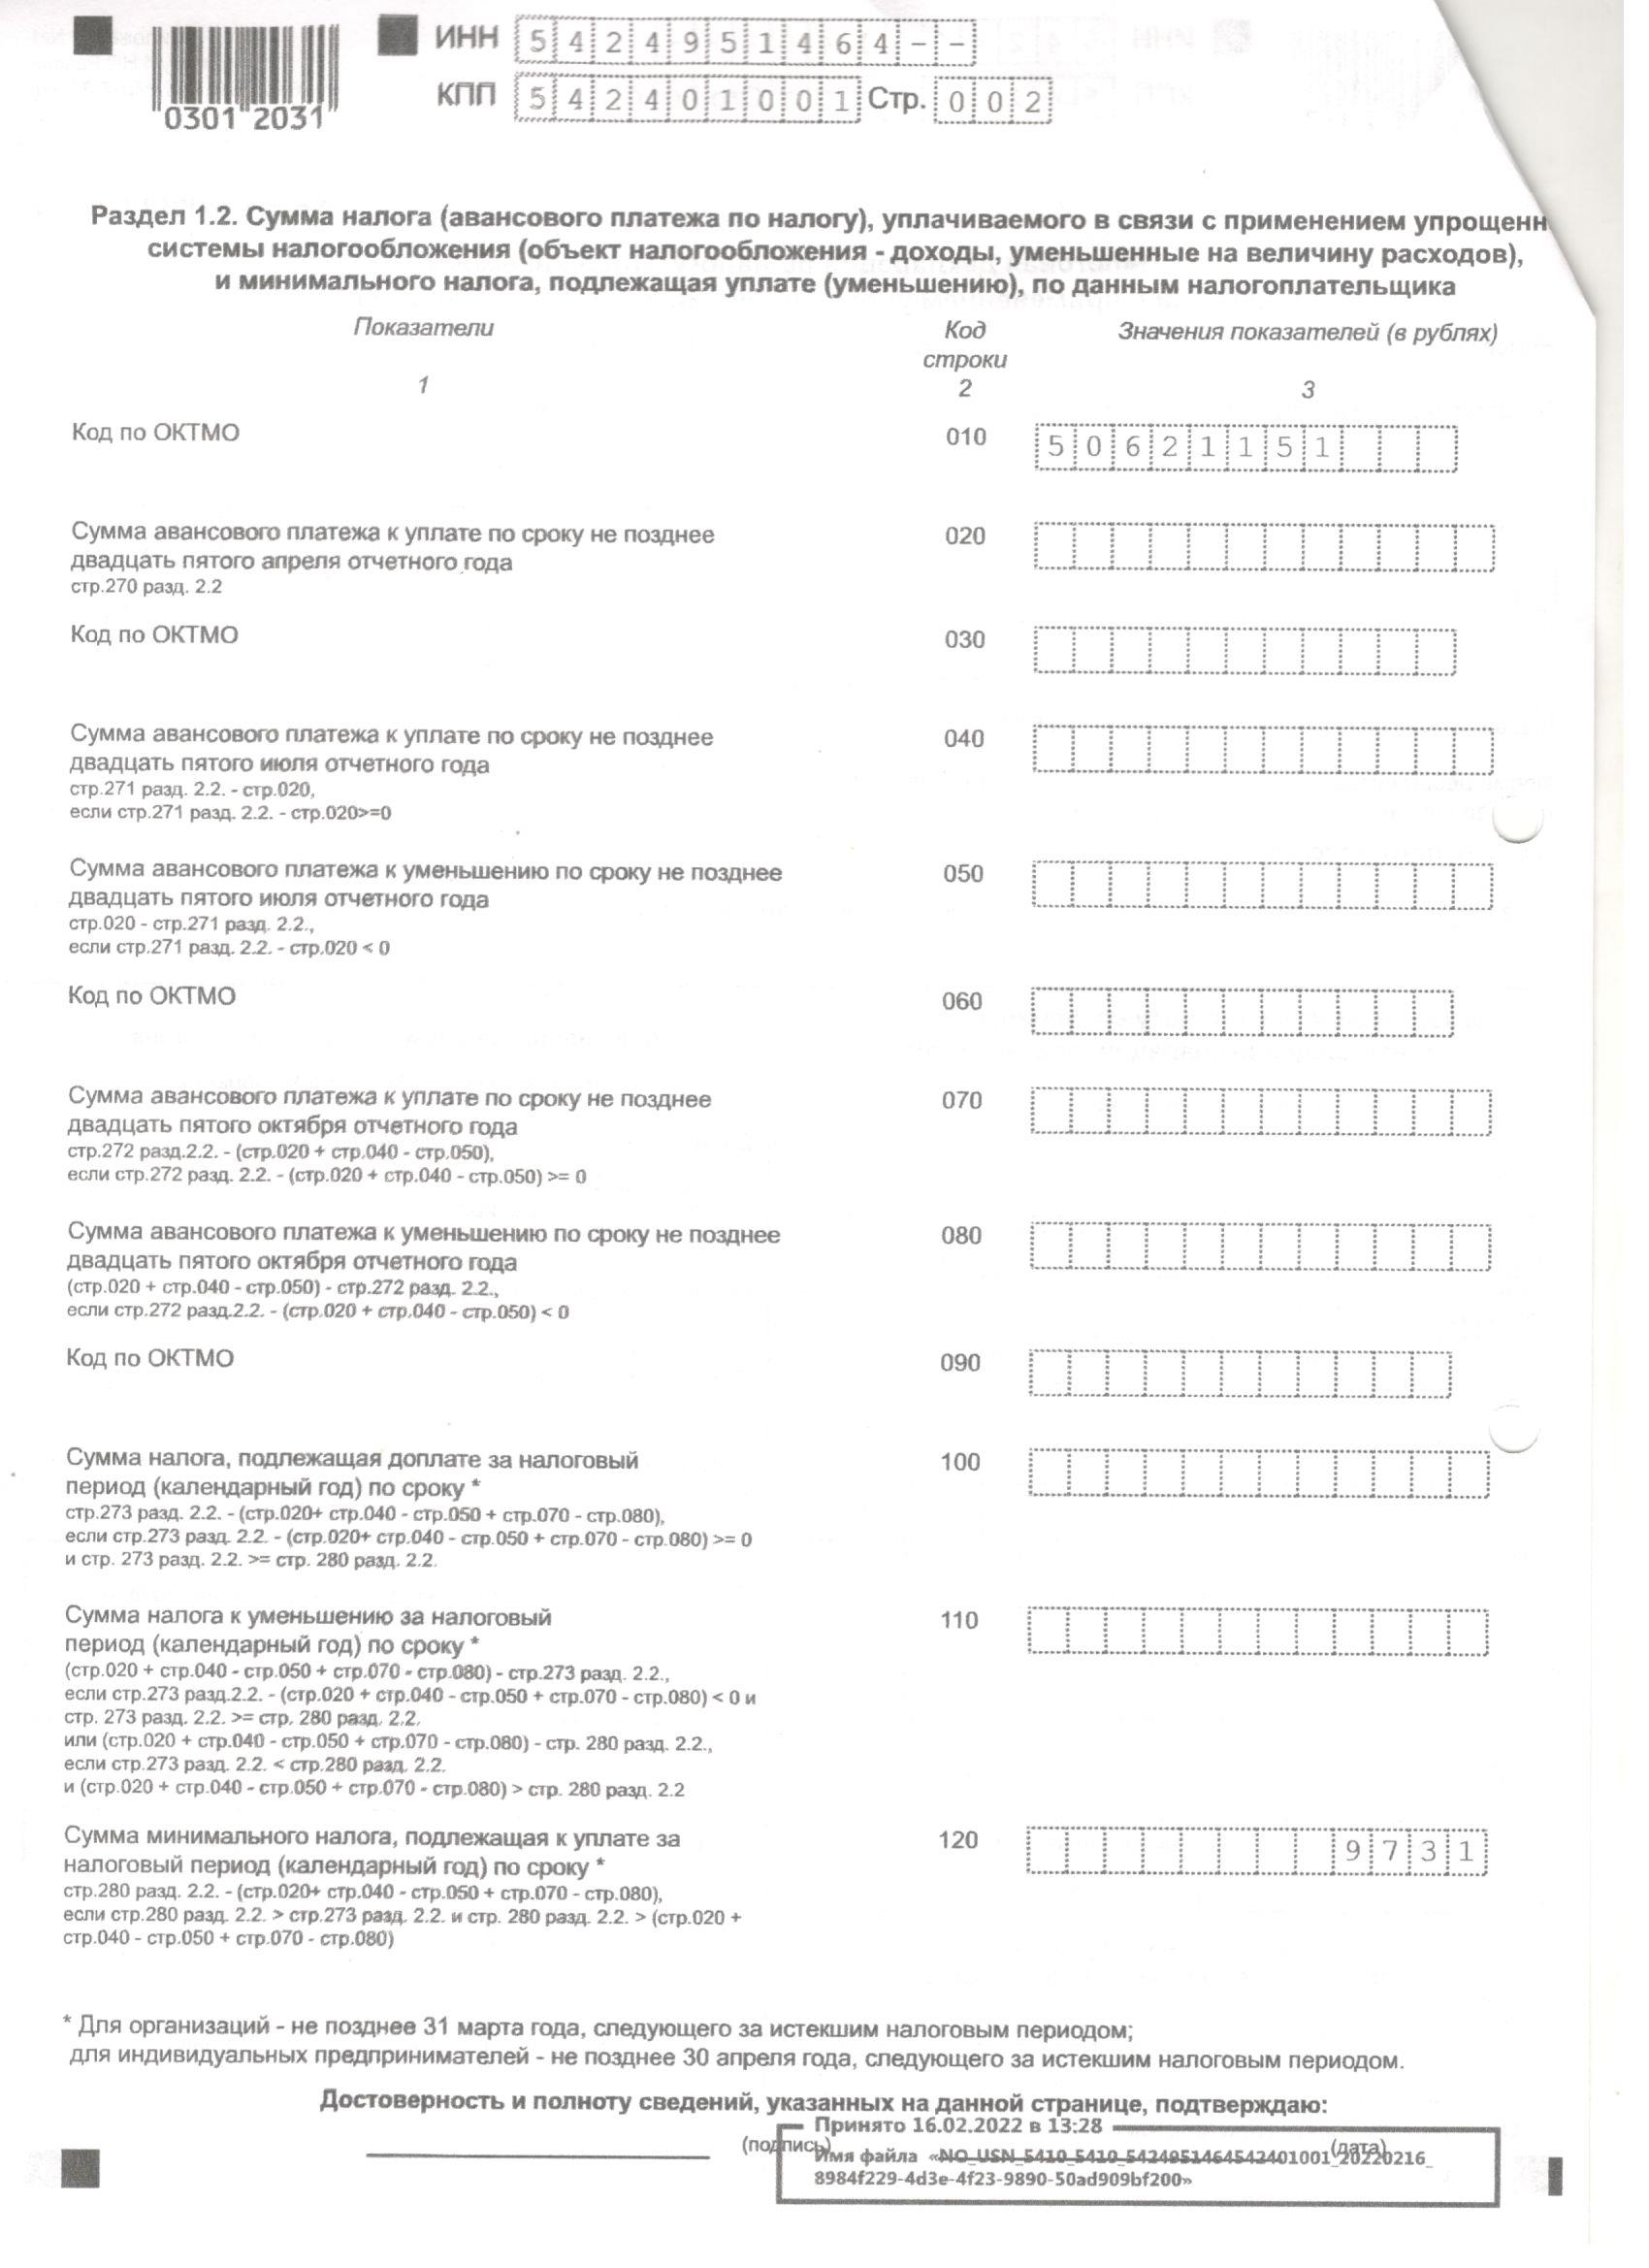 ИНН 5424951464--
КПП 542401001 Стр. 002
0301 2031
Раздел 1.2. Сумма налога (авансового платежа по налогу), уплачиваемого в связи с применением упрощенн
системы налогообложения (объект налогообложения - доходы, уменьшенные на величину расходов),
и минимального налога, подлежащая уплате (уменьшению), по данным налогоплательщика
Показатели Код строки Значения показателей (в рублях)
1 2 3
Код по ОКТМО 010 50621151
Сумма авансового платежа к уплате по сроку не позднее 020
двадцать пятого апреля отчетного года
стр.270 разд. 2.2
Код по ОКТМО 030
Сумма авансового платежа к уплате по сроку не позднее 040
двадцать пятого июля отчетного года
стр.271 разд. 2.2. - стр.020,
если стр.271 разд. 2.2. - стр.020>=0
Сумма авансового платежа к уменьшению по сроку не позднее 050
двадцать пятого июля отчетного года
стр.020 - стр.271 разд. 2.2.,
если стр.271 разд. 2.2. - стр.020 < 0
Код по ОКТМО 060
Сумма авансового платежа к уплате по сроку не позднее 070
двадцать пятого октября отчетного года
стр.272 разд.2.2. - (стр.020 + стр.040 - стр.050),
если стр.272 разд. 2.2. - (стр.020 + стр.040 - стр.050) >= 0
Сумма авансового платежа к уменьшению по сроку не позднее 080
двадцать пятого октября отчетного года
(стр.020 + стр.040 - стр.050) - стр.272 разд. 2.2.,
если стр.272 разд.2.2. - (стр.020 + стр.040 - стр.050) < 0
Код по ОКТМО 090
Сумма налога, подлежащая доплате за налоговый 100
период (календарный год) по сроку *
стр.273 разд. 2.2. - (стр.020+ стр.040 - стр.050 + стр.070 - стр.080),
если стр.273 разд. 2.2. - (стр.020+ стр.040 - стр.050 + стр.070 - стр.080) >= 0
и стр. 273 разд. 2.2. >= стр. 280 разд. 2.2.
Сумма налога к уменьшению за налоговый 110
период (календарный год) по сроку *
(стр.020 + стр.040 - стр.050 + стр.070 - стр.080) - стр.273 разд. 2.2.,
если стр.273 разд.2.2. - (стр.020 + стр.040 - стр.050 + стр.070 - стр.080) < 0 и
стр. 273 разд. 2.2. >= стр. 280 разд. 2.2.
или (стр.020 + стр.040 - стр.050 + стр.070 - стр.080) - стр. 280 разд. 2.2.,
если стр.273 разд. 2.2. < стр.280 разд. 2.2.
и (стр.020 + стр.040 - стр.050 + стр.070 - стр.080) > стр. 280 разд. 2.2
Сумма минимального налога, подлежащая к уплате за 120 9731
налоговый период (календарный год) по сроку *
стр.280 разд. 2.2. - (стр.020+ стр.040 - стр.050 + стр.070 - стр.080),
если стр.280 разд. 2.2. > стр.273 разд. 2.2. и стр. 280 разд. 2.2. > (стр.020 +
стр.040 - стр.050 + стр.070 - стр.080)
* Для организаций - не позднее 31 марта года, следующего за истекшим налоговым периодом;
для индивидуальных предпринимателей - не позднее 30 апреля года, следующего за истекшим налоговым периодом.
Достоверность и полноту сведений, указанных на данной странице, подтверждаю:
Принято 16.02.2022 в 13:28
(подпись) (дата)
Имя файла «NO_USN_5410_5410_5424951464542401001_20220216_
8984f229-4d3e-4f23-9890-50ad909bf200»